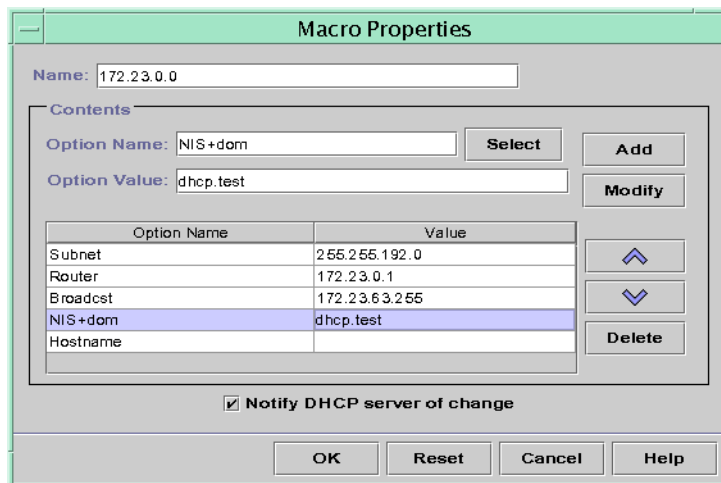 Macro Properties
Name: 172.23.0.0
Contents
Option Name: NIS+dom Select Add
Option Value: dhcp.test Modify
Option Name Value
Subnet 255.255.192.0
Router 172.23.0.1
Broadcst 172.23.63.255
NIS+dom dhcp.test
Hostname
Delete
Notify DHCP server of change
OK Reset Cancel Help